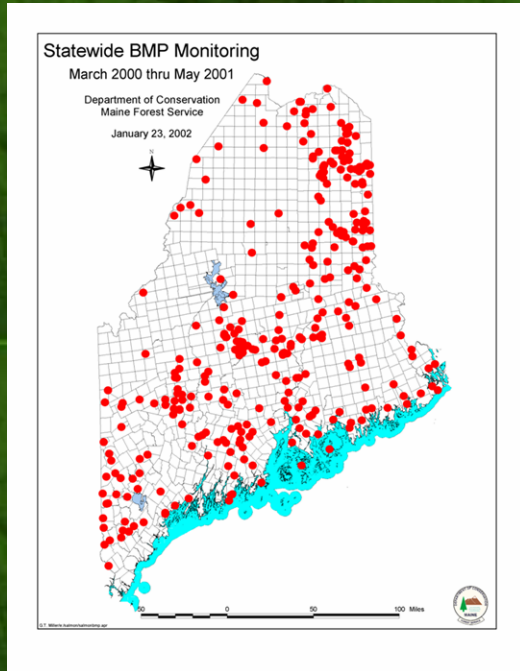 Statewide BMP Monitoring
March 2000 thru May 2001
Department of Conservation
Maine Forest Service
January 23, 2002
N
50 0 50 100 Miles
MAINE